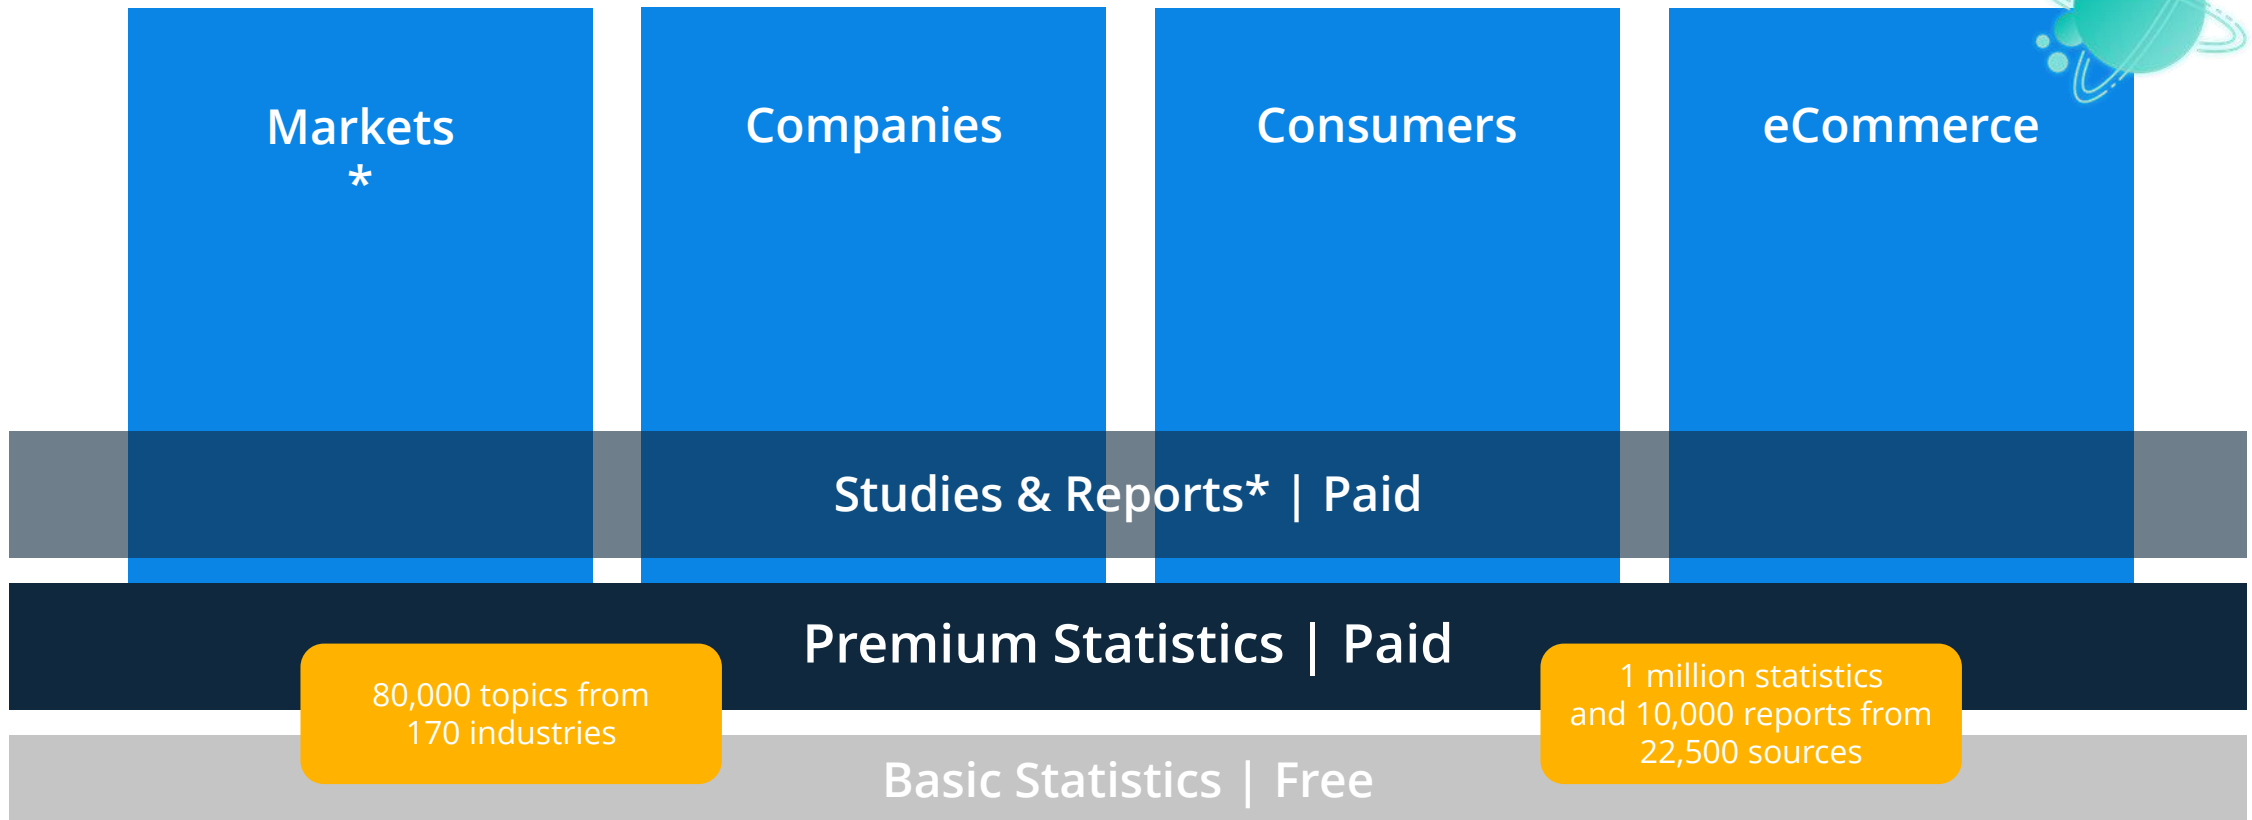 Markets
*
Companies
Consumers
eCommerce
Studies & Reports* | Paid
Premium Statistics | Paid
80,000 topics from
170 industries
1 million statistics
and 10,000 reports from
22,500 sources
Basic Statistics | Free